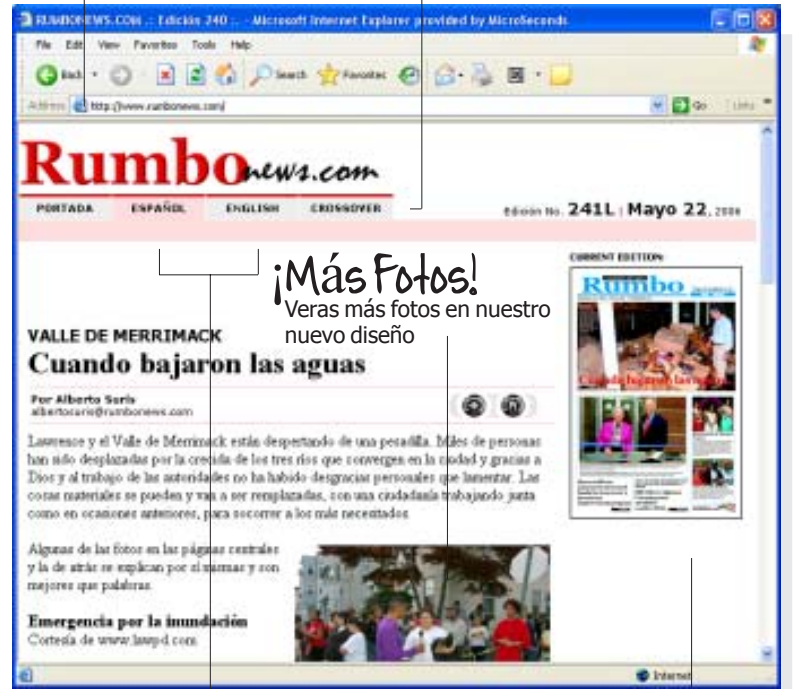 RUMBONEWS.COM .: Edición 240 :. - Microsoft Internet Explorer provided by MicroSeconds
File Edit View Favorites Tools Help
Back Search Favorites
Address http://www.rumbonews.com/ Go Links
Rumbonews.com
PORTADA ESPAÑOL ENGLISH CROSSOVER
Edición No. 241L | Mayo 22, 2006
CURRENT EDITION:
Rumbo
Cuando bajaron las aguas
¡Más Fotos!
Veras más fotos en nuestro
nuevo diseño
VALLE DE MERRIMACK
Cuando bajaron las aguas
Por Alberto Suris
albertosuris@rumbonews.com
Lawrence y el Valle de Merrimack están despertando de una pesadilla. Miles de personas
han sido desplazadas por la crecida de los tres ríos que convergen en la ciudad y gracias a
Dios y al trabajo de las autoridades no ha habido desgracias personales que lamentar. Las
cosas materiales se pueden y van a ser remplazadas, con una ciudadanía trabajando junta
como en ocasiones anteriores, para socorrer a los más necesitados
Algunas de las fotos en las páginas centrales
y la de atrás se explican por sí mismas y son
mejores que palabras.
Emergencia por la inundación
Cortesía de www.lawpd.com
Internet